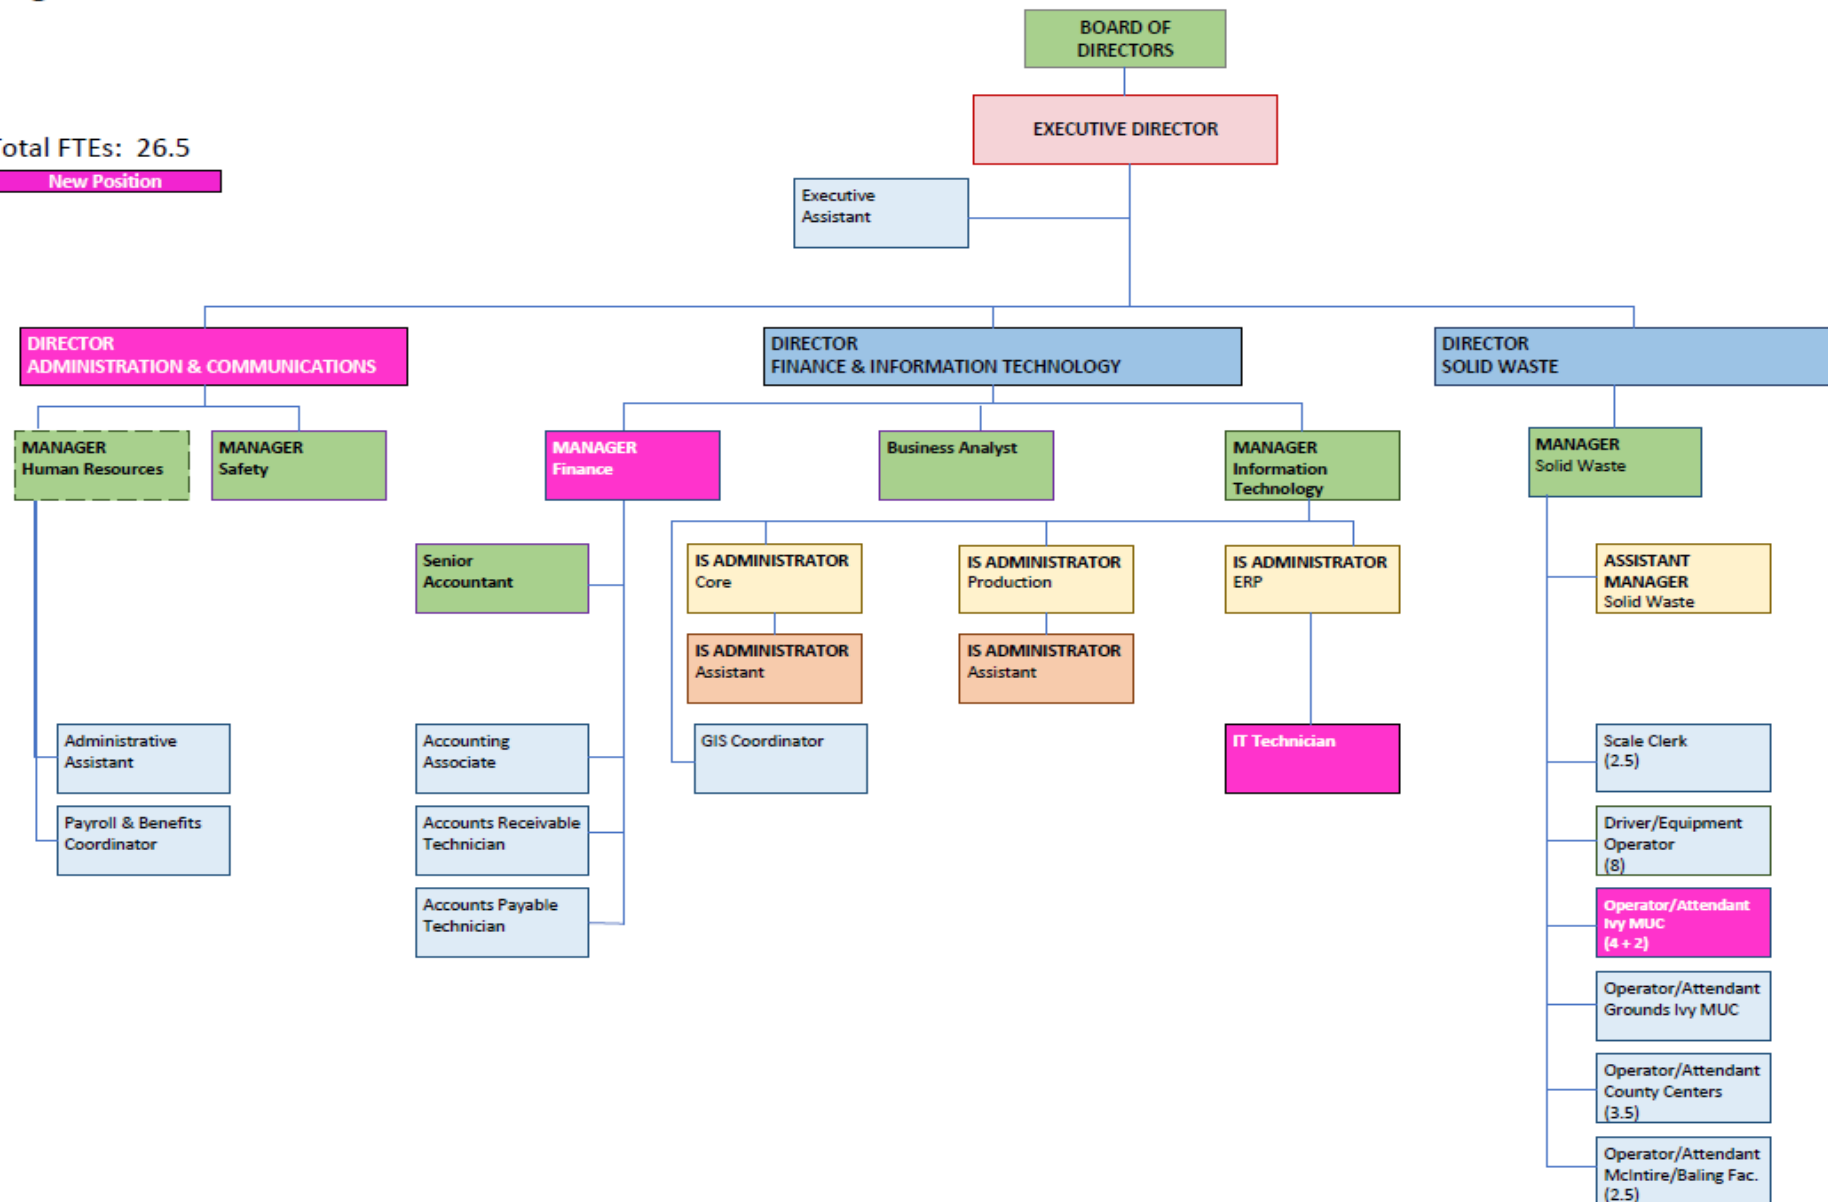 BOARD OF
DIRECTORS
EXECUTIVE DIRECTOR
Total FTEs: 26.5
New Position
Executive
Assistant
DIRECTOR
ADMINISTRATION & COMMUNICATIONS
DIRECTOR
FINANCE & INFORMATION TECHNOLOGY
DIRECTOR
SOLID WASTE
MANAGER
Human Resources
MANAGER
Safety
MANAGER
Finance
Business Analyst
MANAGER
Information
Technology
MANAGER
Solid Waste
Senior
Accountant
IS ADMINISTRATOR
Core
IS ADMINISTRATOR
Production
IS ADMINISTRATOR
ERP
ASSISTANT
MANAGER
Solid Waste
IS ADMINISTRATOR
Assistant
IS ADMINISTRATOR
Assistant
Administrative
Assistant
Accounting
Associate
GIS Coordinator
IT Technician
Scale Clerk
(2.5)
Payroll & Benefits
Coordinator
Accounts Receivable
Technician
Driver/Equipment
Operator
(8)
Accounts Payable
Technician
Operator/Attendant
Ivy MUC
(4 + 2)
Operator/Attendant
Grounds Ivy MUC
Operator/Attendant
County Centers
(3.5)
Operator/Attendant
McIntire/Baling Fac.
(2.5)